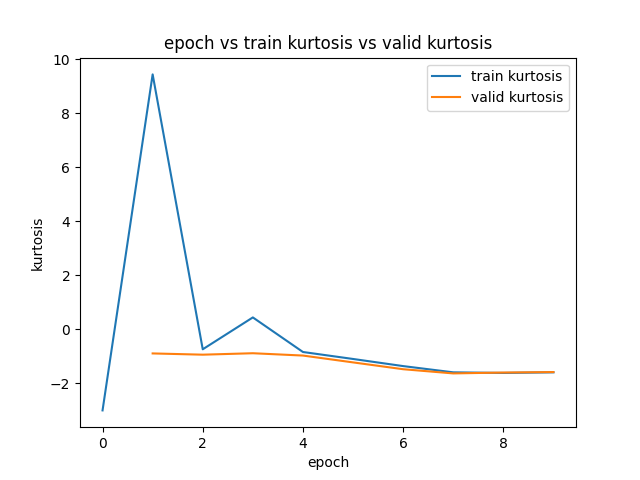 epoch vs train kurtosis vs valid kurtosis
train kurtosis
valid kurtosis
kurtosis
10
8
6
4
2
0
−2
0 2 4 6 8
epoch